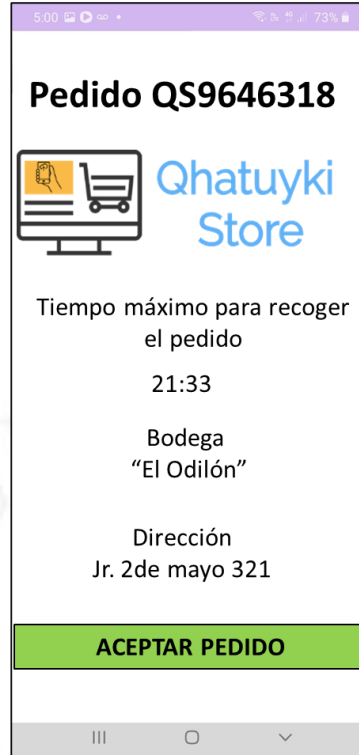 5:00
73%
Pedido QS9646318
Qhatuyki
Store
Tiempo máximo para recoger
el pedido
21:33
Bodega
“El Odilón”
Dirección
Jr. 2de mayo 321
ACEPTAR PEDIDO